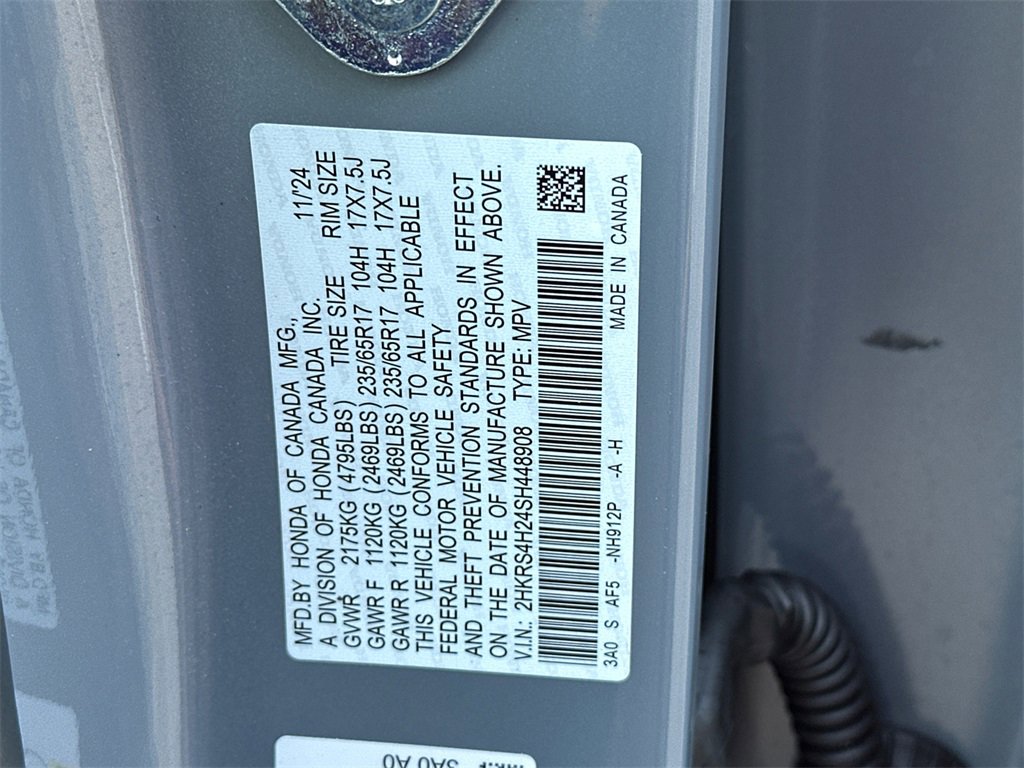 MFD.BY HONDA OF CANADA MFG., 11/'24
A DIVISION OF HONDA CANADA INC.
TIRE SIZE RIM SIZE
GVWR 2175KG (4795LBS)
GAWR F 1120KG (2469LBS) 235/65R17 104H 17X7.5J
GAWR R 1120KG (2469LBS) 235/65R17 104H 17X7.5J
THIS VEHICLE CONFORMS TO ALL APPLICABLE
FEDERAL MOTOR VEHICLE SAFETY
AND THEFT PREVENTION STANDARDS IN EFFECT
ON THE DATE OF MANUFACTURE SHOWN ABOVE.
V.I.N.: 2HKRS4H24SH448908 TYPE: MPV
3A0 S AF5 -NH912P -A -H MADE IN CANADA
3A0 A0